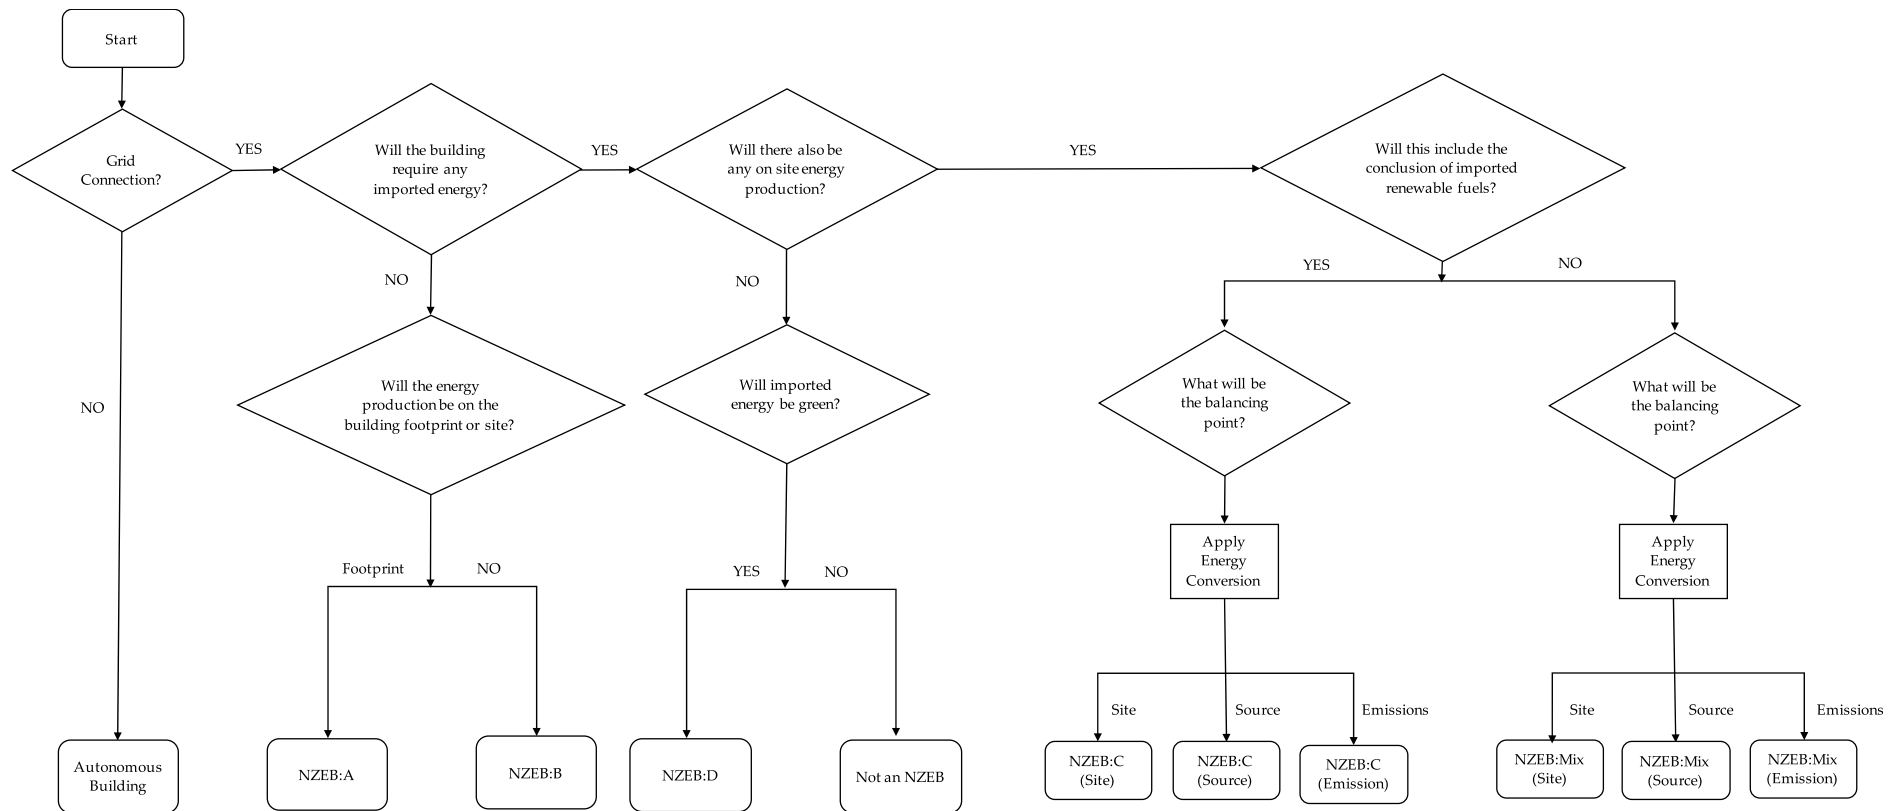 Start
Grid
Connection?
YES
Will the building
require any
imported energy?
YES
Will there also be
any on site energy
production?
YES
Will this include the
conclusion of imported
renewable fuels?
NO
NO
NO
YES
NO
Will the energy
production be on the
building footprint or site?
Will imported
energy be green?
What will be
the balancing
point?
What will be
the balancing
point?
Apply
Energy
Conversion
Apply
Energy
Conversion
Footprint
NO
YES
NO
Site
Source
Emissions
Site
Source
Emissions
Autonomous
Building
NZEB:A
NZEB:B
NZEB:D
Not an NZEB
NZEB:C
(Site)
NZEB:C
(Source)
NZEB:C
(Emission)
NZEB:Mix
(Site)
NZEB:Mix
(Source)
NZEB:Mix
(Emission)